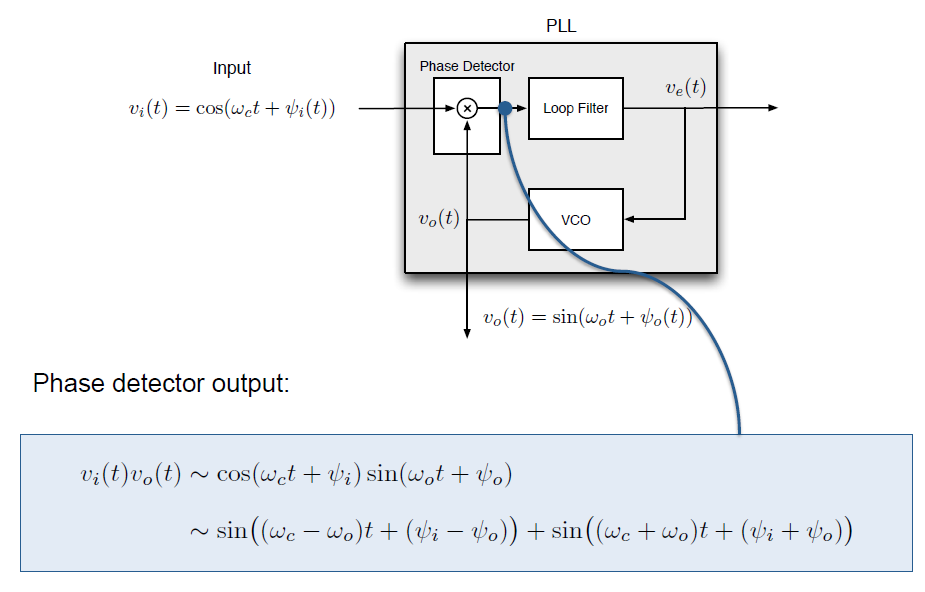 PLL
Input
Phase Detector
v_i(t) = cos(ω_c t + ψ_i(t))
×
Loop Filter
v_e(t)
v_o(t)
VCO
v_o(t) = sin(ω_o t + ψ_o(t))
Phase detector output:
v_i(t)v_o(t) ∼ cos(ω_c t + ψ_i) sin(ω_o t + ψ_o)
∼ sin((ω_c − ω_o)t + (ψ_i − ψ_o)) + sin((ω_c + ω_o)t + (ψ_i + ψ_o))